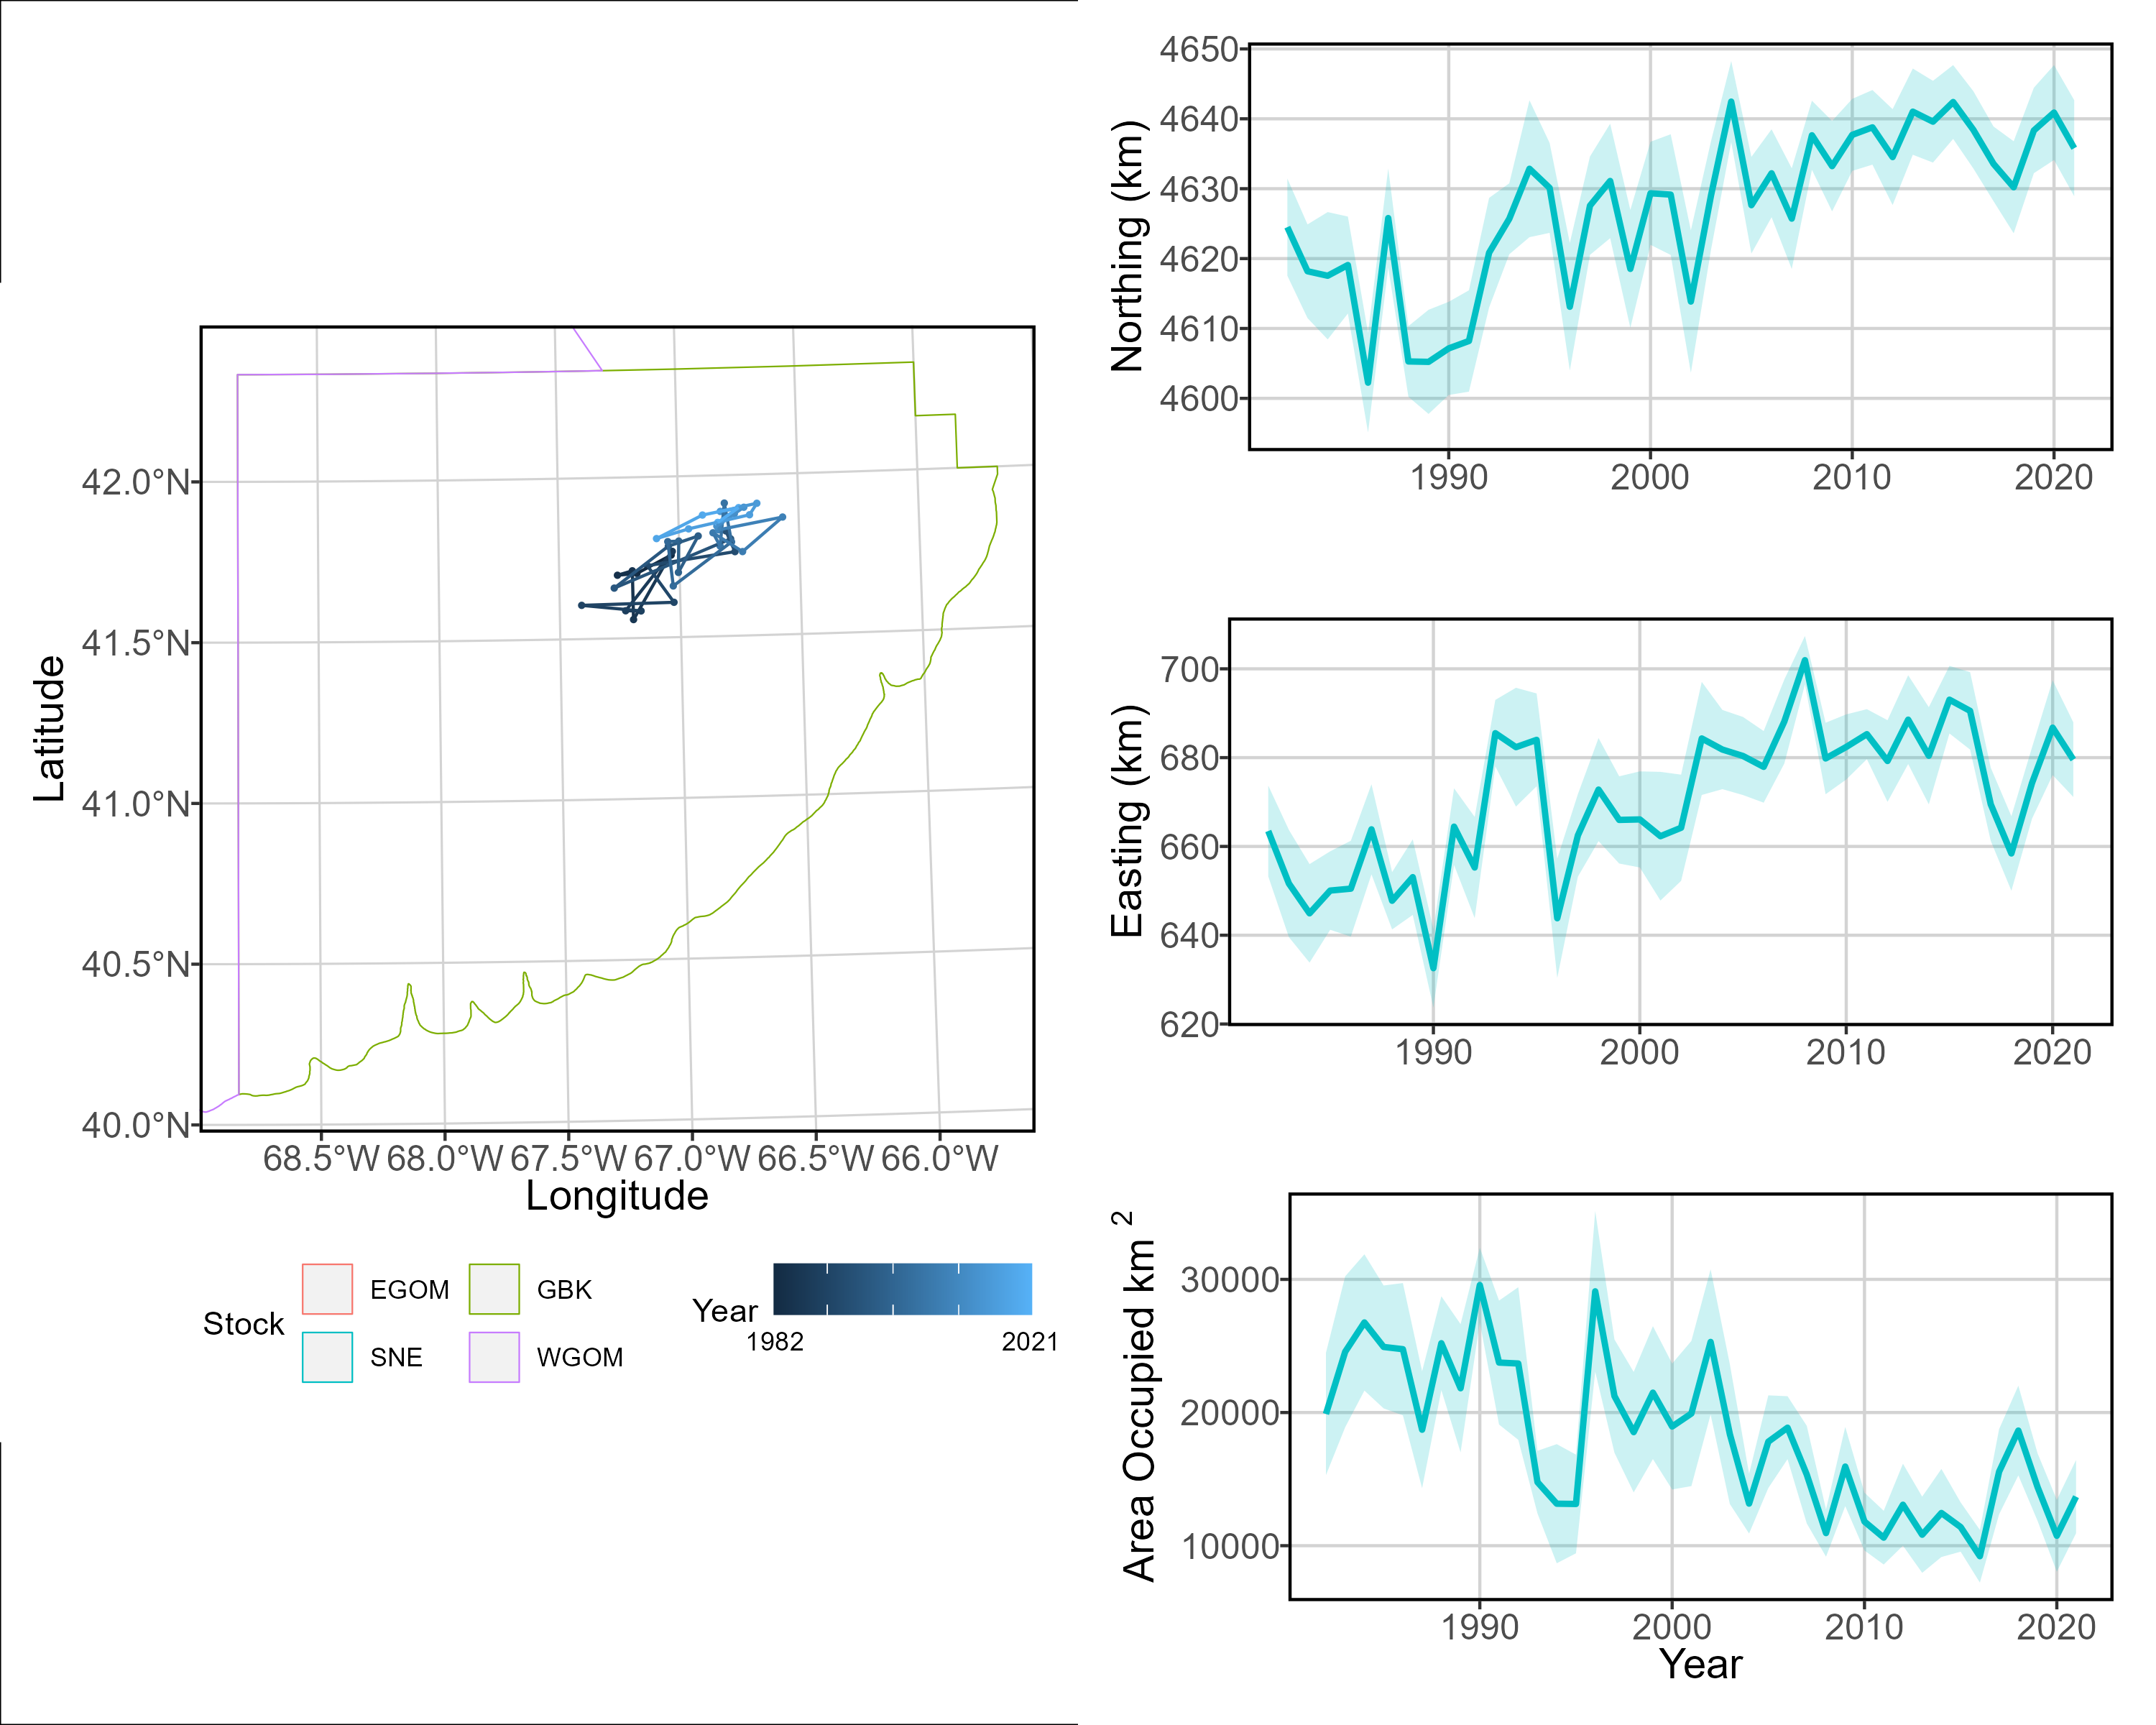 42.0°N
41.5°N
41.0°N
40.5°N
40.0°N
Latitude
68.5°W 68.0°W 67.5°W 67.0°W 66.5°W 66.0°W
Longitude
Stock
EGOM
GBK
SNE
WGOM
Year
1982
2021
Northing (km)
4650
4640
4630
4620
4610
4600
1990 2000 2010 2020
Easting (km)
700
680
660
640
620
1990 2000 2010 2020
Area Occupied km 2
30000
20000
10000
1990 2000 2010 2020
Year